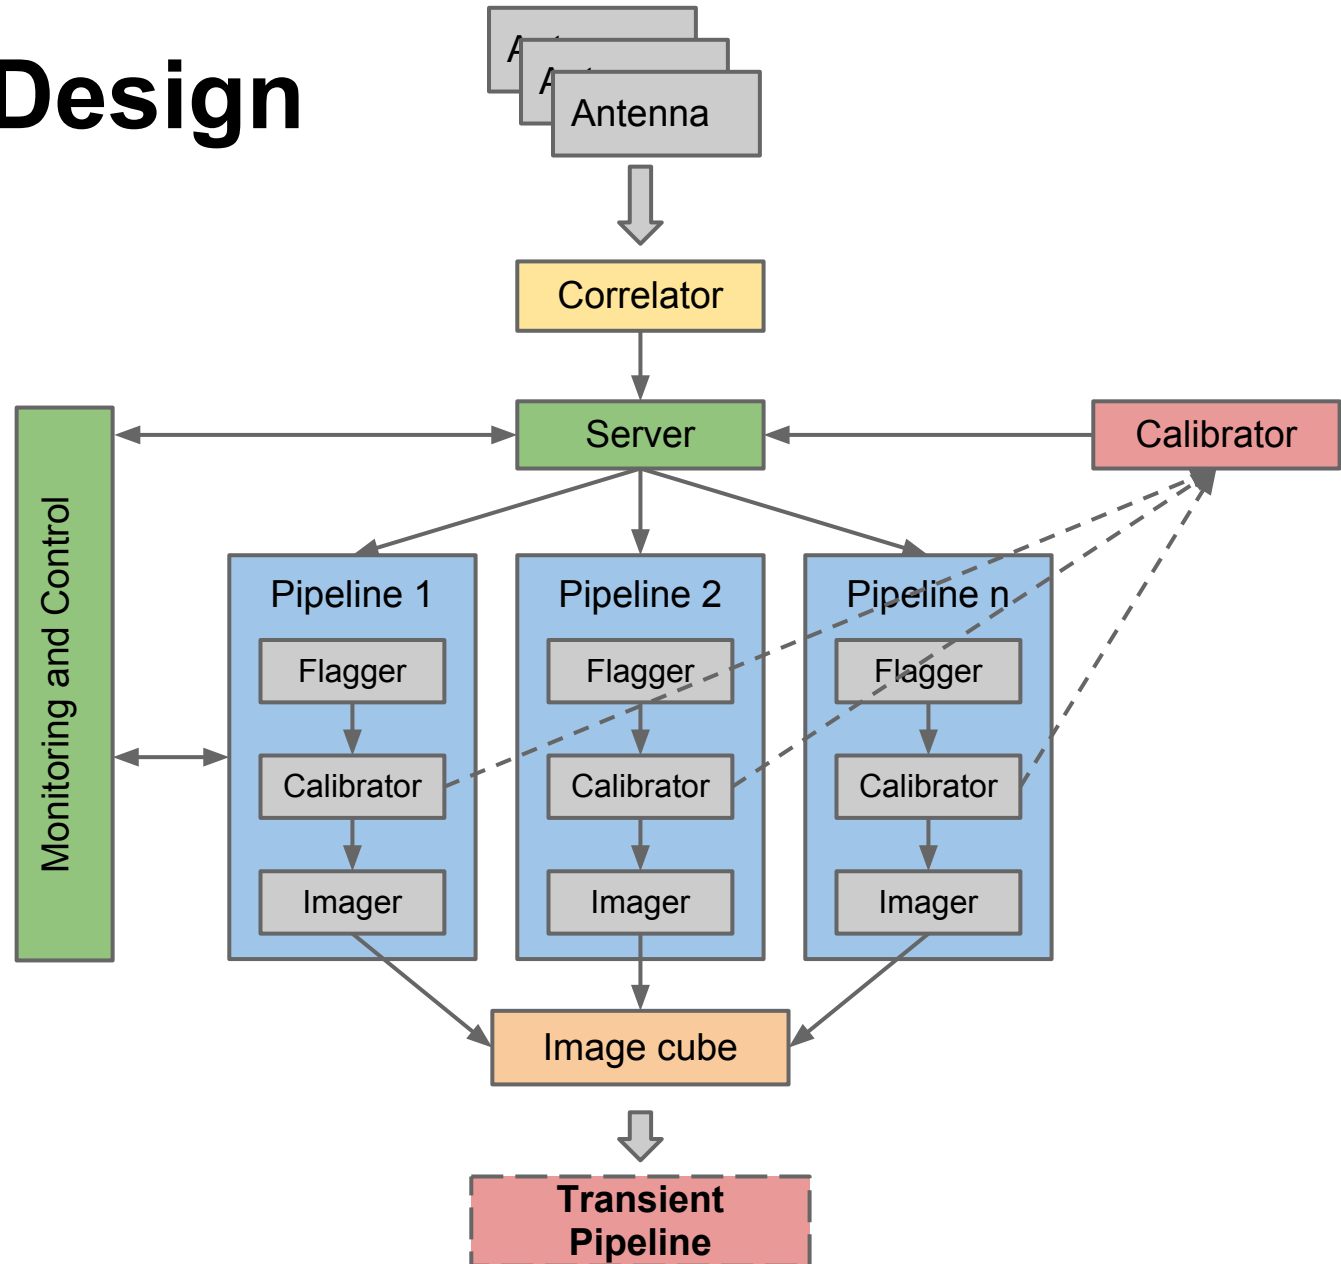 Design
Antenna
Correlator
Server
Calibrator
Monitoring and Control
Pipeline 1
Pipeline 2
Pipeline n
Flagger
Flagger
Flagger
Calibrator
Calibrator
Calibrator
Imager
Imager
Imager
Image cube
Transient
Pipeline